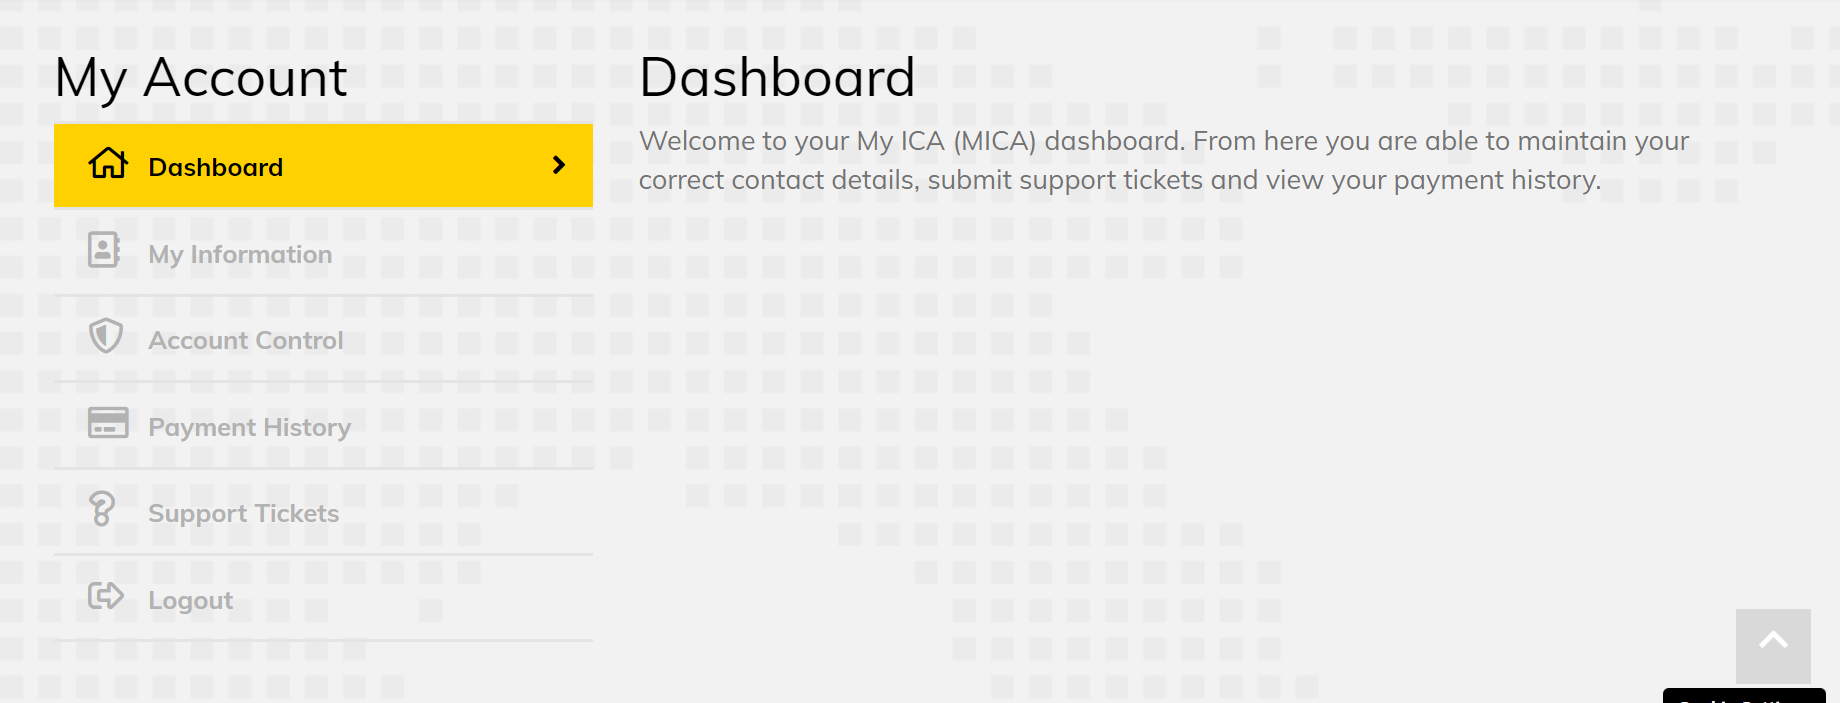 My Account
Dashboard
My Information
Account Control
Payment History
Support Tickets
Logout
Dashboard
Welcome to your My ICA (MICA) dashboard. From here you are able to maintain your
correct contact details, submit support tickets and view your payment history.